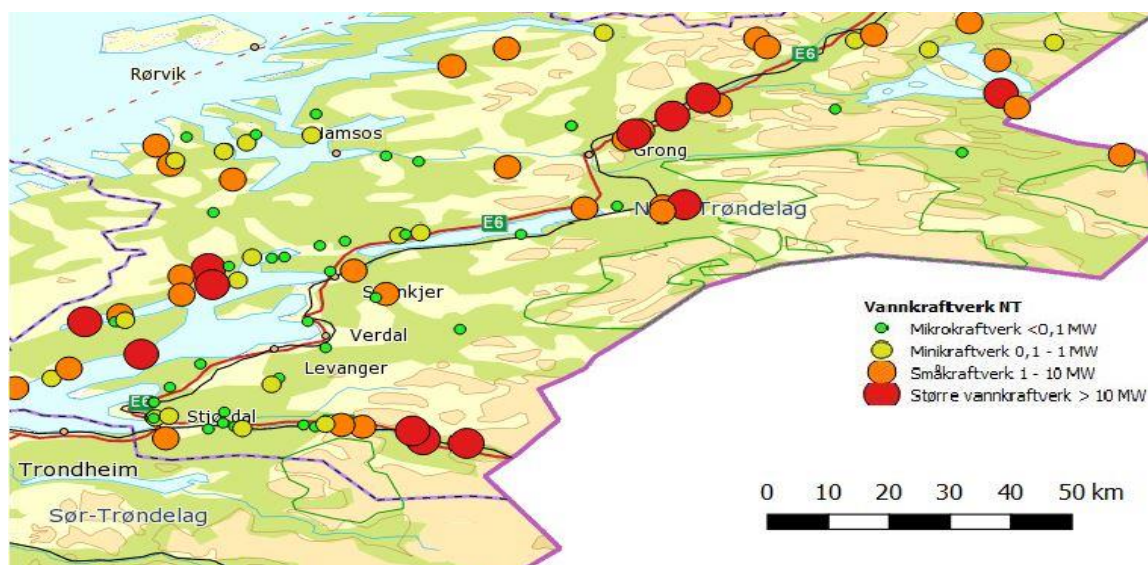 E6
Rørvik
Namsos
Grong
E6
Nord-Trøndelag
Steinkjer
Verdal
Levanger
E6
Stjørdal
Trondheim
Sør-Trøndelag
Vannkraftverk NT
Mikrokraftverk <0,1 MW
Minikraftverk 0,1 - 1 MW
Småkraftverk 1 - 10 MW
Større vannkraftverk > 10 MW
0 10 20 30 40 50 km